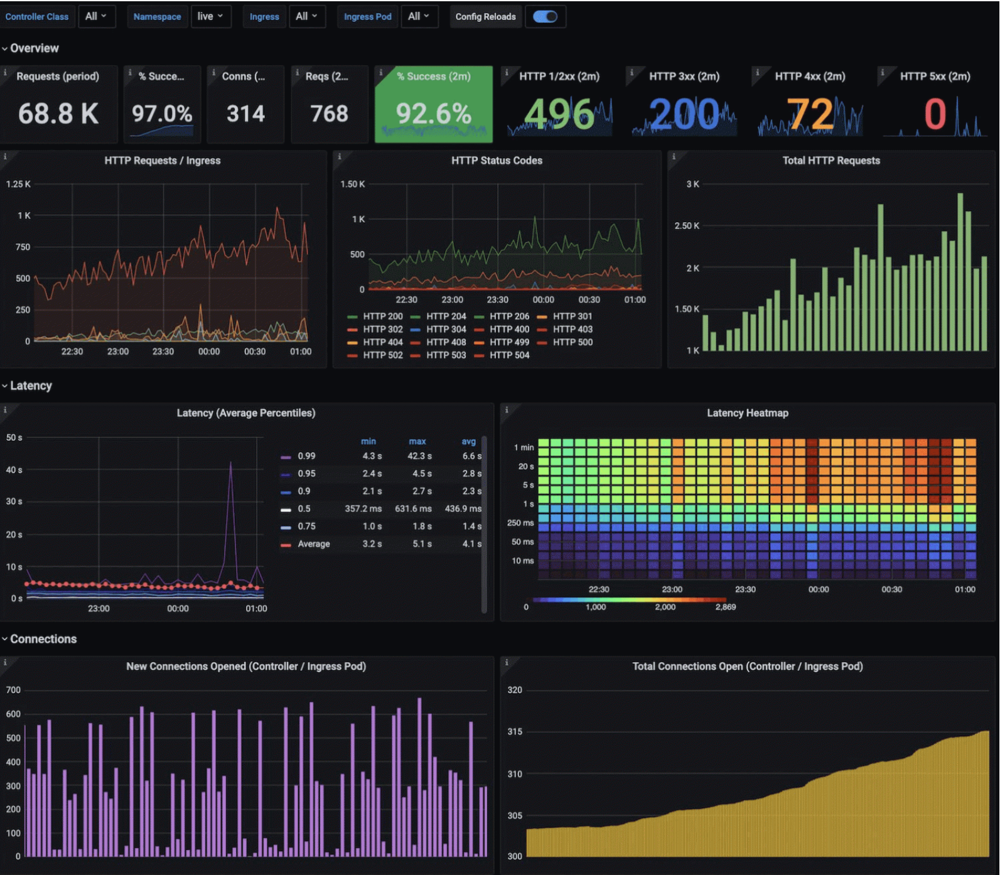 Controller Class All Namespace live Ingress All Ingress Pod All Config Reloads
Overview
Requests (period)
68.8 K
% Succe...
97.0%
Conns (...
314
Reqs (2...
768
% Success (2m)
92.6%
HTTP 1/2xx (2m)
496
HTTP 3xx (2m)
200
HTTP 4xx (2m)
72
HTTP 5xx (2m)
0
HTTP Requests / Ingress
1.25 K
1 K
750
500
250
0
22:30 23:00 23:30 00:00 00:30 01:00
HTTP Status Codes
1.50 K
1 K
500
0
22:30 23:00 23:30 00:00 00:30 01:00
HTTP 200 HTTP 204 HTTP 206 HTTP 301
HTTP 302 HTTP 304 HTTP 400 HTTP 403
HTTP 404 HTTP 408 HTTP 499 HTTP 500
HTTP 502 HTTP 503 HTTP 504
Total HTTP Requests
3 K
2.50 K
2 K
1.50 K
1 K
Latency
Latency (Average Percentiles)
50 s
40 s
30 s
20 s
10 s
0 s
23:00 00:00 01:00
min max avg
0.99 4.3 s 42.3 s 6.6 s
0.95 2.4 s 4.5 s 2.8 s
0.9 2.1 s 2.7 s 2.3 s
0.5 357.2 ms 631.6 ms 436.9 ms
0.75 1.0 s 1.8 s 1.4 s
Average 3.2 s 5.1 s 4.1 s
Latency Heatmap
1 min
20 s
5 s
1 s
250 ms
50 ms
10 ms
22:30 23:00 23:30 00:00 00:30 01:00
0 1,000 2,000 2,869
Connections
New Connections Opened (Controller / Ingress Pod)
700
600
500
400
300
200
100
0
Total Connections Open (Controller / Ingress Pod)
320
315
310
305
300